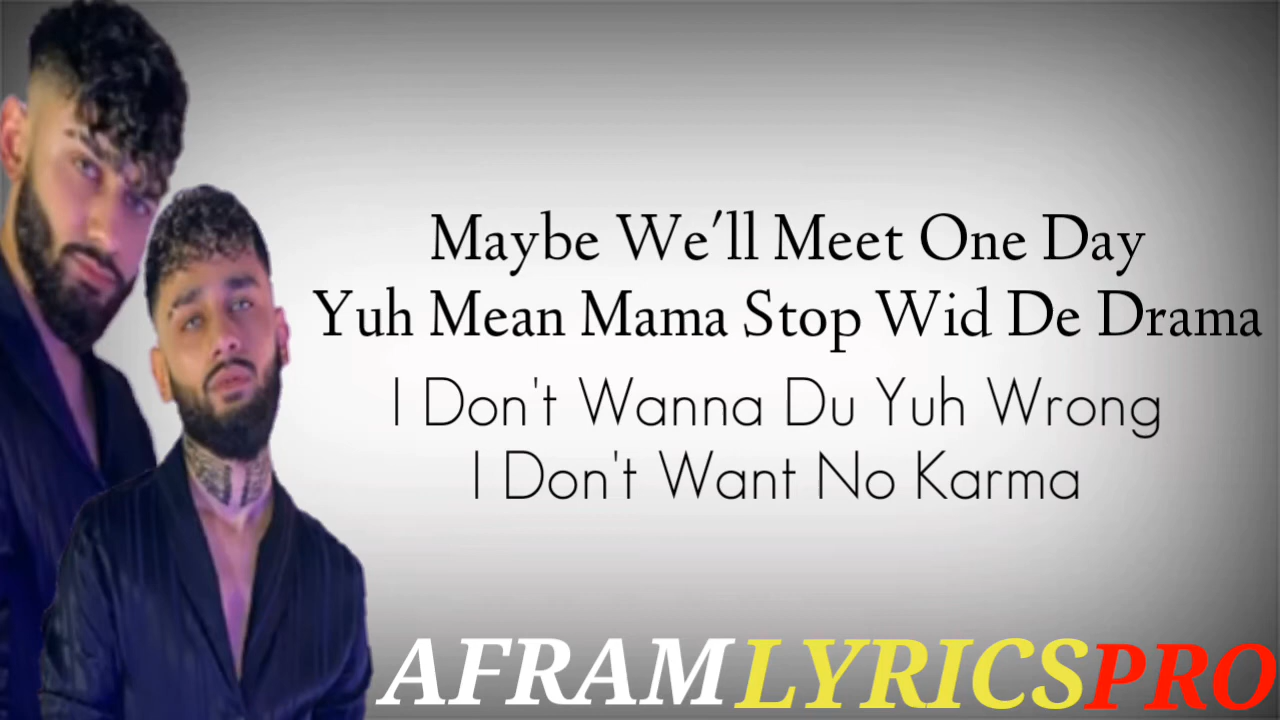 Maybe We'll Meet One Day
Yuh Mean Mama Stop Wid De Drama
I Don't Wanna Du Yuh Wrong
I Don't Want No Karma
AFRAMLYRICSPRO